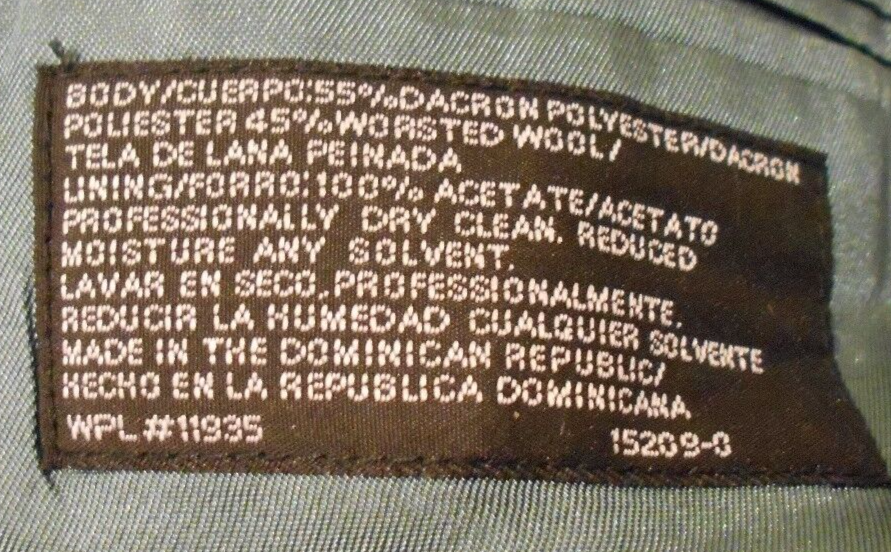 BODY/CUERPO:55%DACRON POLYESTER/DACRON
POLIESTER 45%WORSTED WOOL/
TELA DE LANA PEINADA
LINING/FORRO:100% ACETATE/ACETATO
PROFESSIONALLY DRY CLEAN. REDUCED
MOISTURE ANY SOLVENT.
LAVAR EN SECO..PROFESSIONALMENTE.
REDUCIR LA HUMEDAD CUALQUIER SOLVENTE
MADE IN THE DOMINICAN REPUBLIC/
HECHO EN LA REPUBLICA DOMINICANA
WPL#11935 15209-0